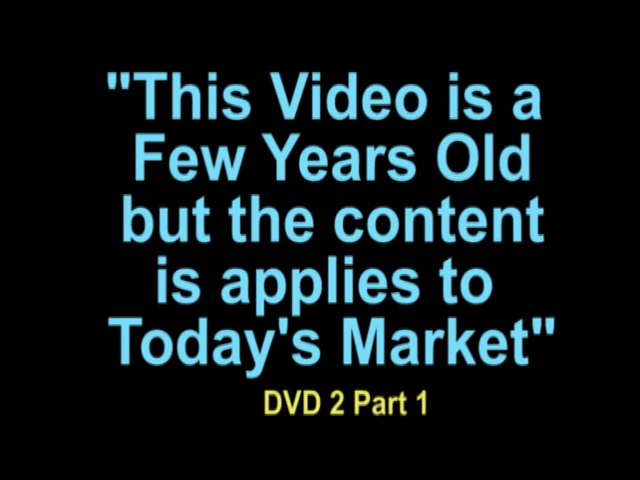 "This Video is a
Few Years Old
but the content
is applies to
Today's Market"
DVD 2 Part 1